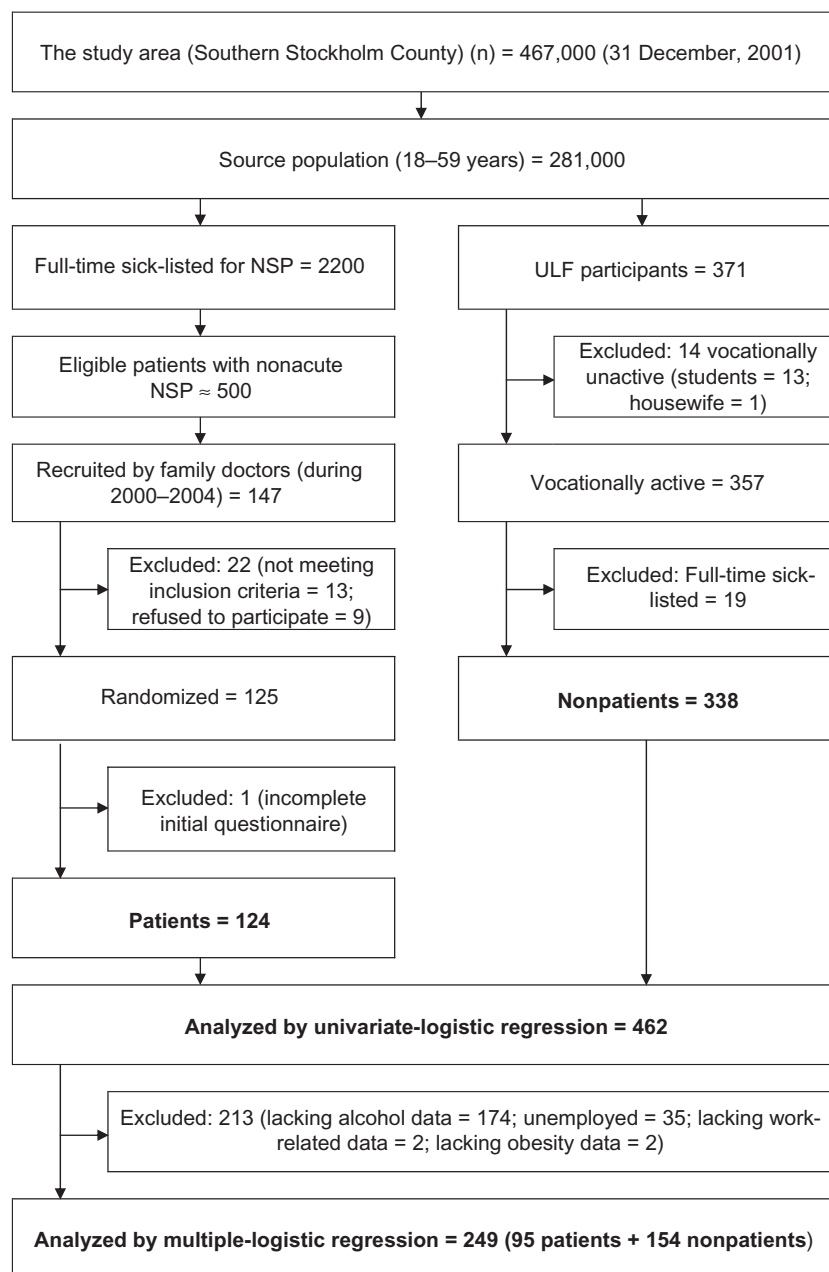 The study area (Southern Stockholm County) (n) = 467,000 (31 December, 2001)
Source population (18–59 years) = 281,000
Full-time sick-listed for NSP = 2200
Eligible patients with nonacute
NSP ≈ 500
Recruited by family doctors (during
2000–2004) = 147
Excluded: 22 (not meeting
inclusion criteria = 13;
refused to participate = 9)
Randomized = 125
Excluded: 1 (incomplete
initial questionnaire)
Patients = 124
ULF participants = 371
Excluded: 14 vocationally
unactive (students = 13;
housewife = 1)
Vocationally active = 357
Excluded: Full-time sick-
listed = 19
Nonpatients = 338
Analyzed by univariate-logistic regression = 462
Excluded: 213 (lacking alcohol data = 174; unemployed = 35; lacking work-
related data = 2; lacking obesity data = 2)
Analyzed by multiple-logistic regression = 249 (95 patients + 154 nonpatients)